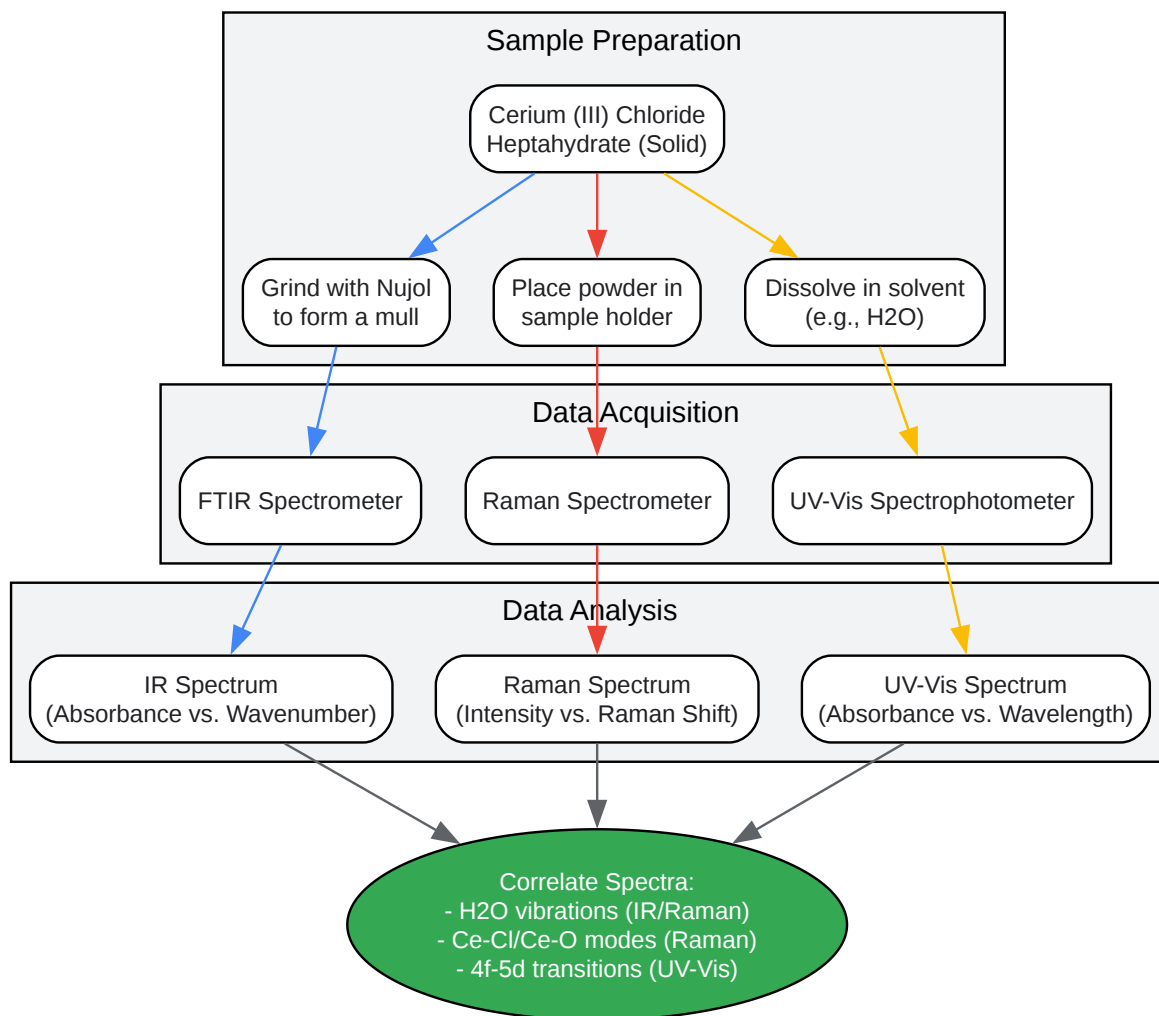 Sample Preparation
Cerium (III) Chloride
Heptahydrate (Solid)
Grind with Nujol
to form a mull
Place powder in
sample holder
Dissolve in solvent
(e.g., H2O)
Data Acquisition
FTIR Spectrometer
Raman Spectrometer
UV-Vis Spectrophotometer
Data Analysis
IR Spectrum
(Absorbance vs. Wavenumber)
Raman Spectrum
(Intensity vs. Raman Shift)
UV-Vis Spectrum
(Absorbance vs. Wavelength)
Correlate Spectra:
- H2O vibrations (IR/Raman)
- Ce-Cl/Ce-O modes (Raman)
- 4f-5d transitions (UV-Vis)